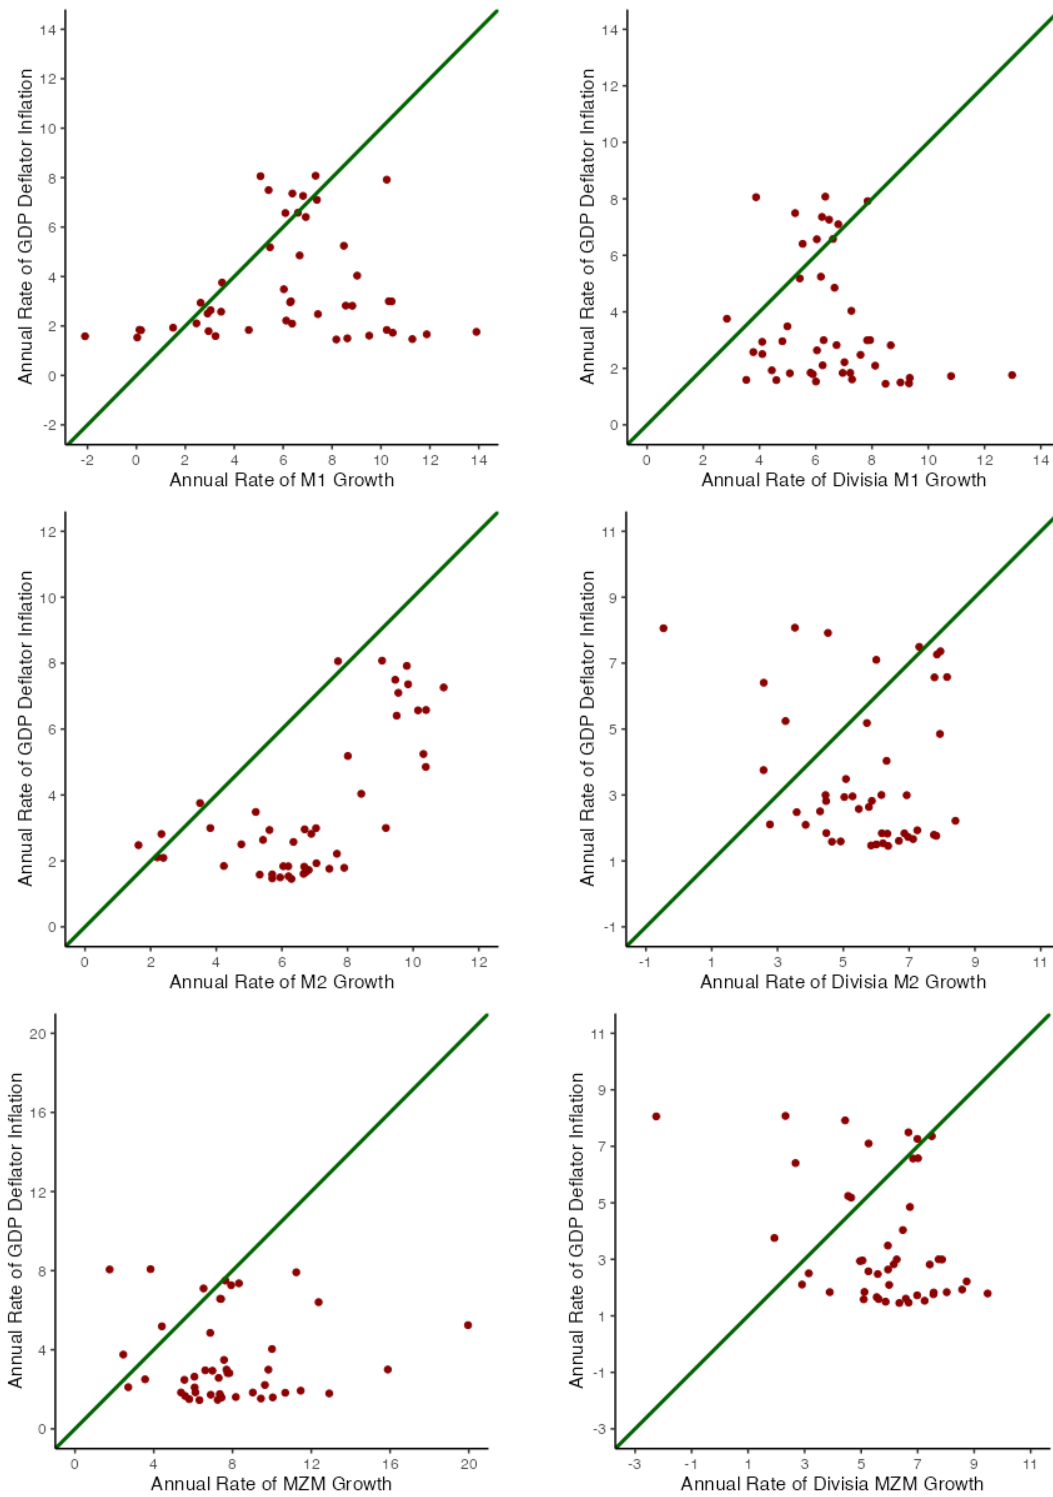 Annual Rate of GDP Deflator Inflation
14
12
10
8
6
4
2
0
-2
-2 0 2 4 6 8 10 12 14
Annual Rate of M1 Growth
Annual Rate of GDP Deflator Inflation
14
12
10
8
6
4
2
0
0 2 4 6 8 10 12 14
Annual Rate of Divisia M1 Growth
Annual Rate of GDP Deflator Inflation
12
10
8
6
4
2
0
0 2 4 6 8 10 12
Annual Rate of M2 Growth
Annual Rate of GDP Deflator Inflation
11
9
7
5
3
1
-1
-1 1 3 5 7 9 11
Annual Rate of Divisia M2 Growth
Annual Rate of GDP Deflator Inflation
20
16
12
8
4
0
0 4 8 12 16 20
Annual Rate of MZM Growth
Annual Rate of GDP Deflator Inflation
11
9
7
5
3
1
-1
-3
-3 -1 1 3 5 7 9 11
Annual Rate of Divisia MZM Growth